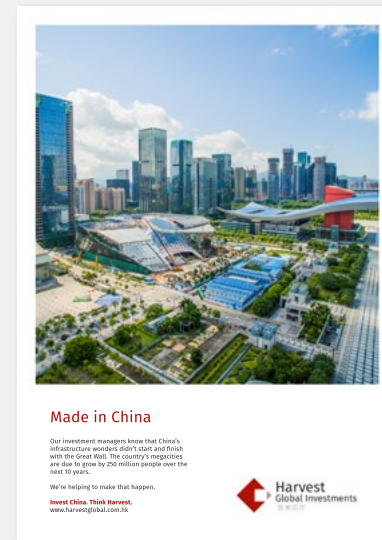 Made in China
Our investment managers know that China's
infrastructure wonders didn't start and finish
with the Great Wall. The country's megacities
are due to grow by 250 million people over the
next 10 years.
We're helping to make that happen.
Invest China. Think Harvest.
www.harvestglobal.com.hk
Harvest
Global Investments